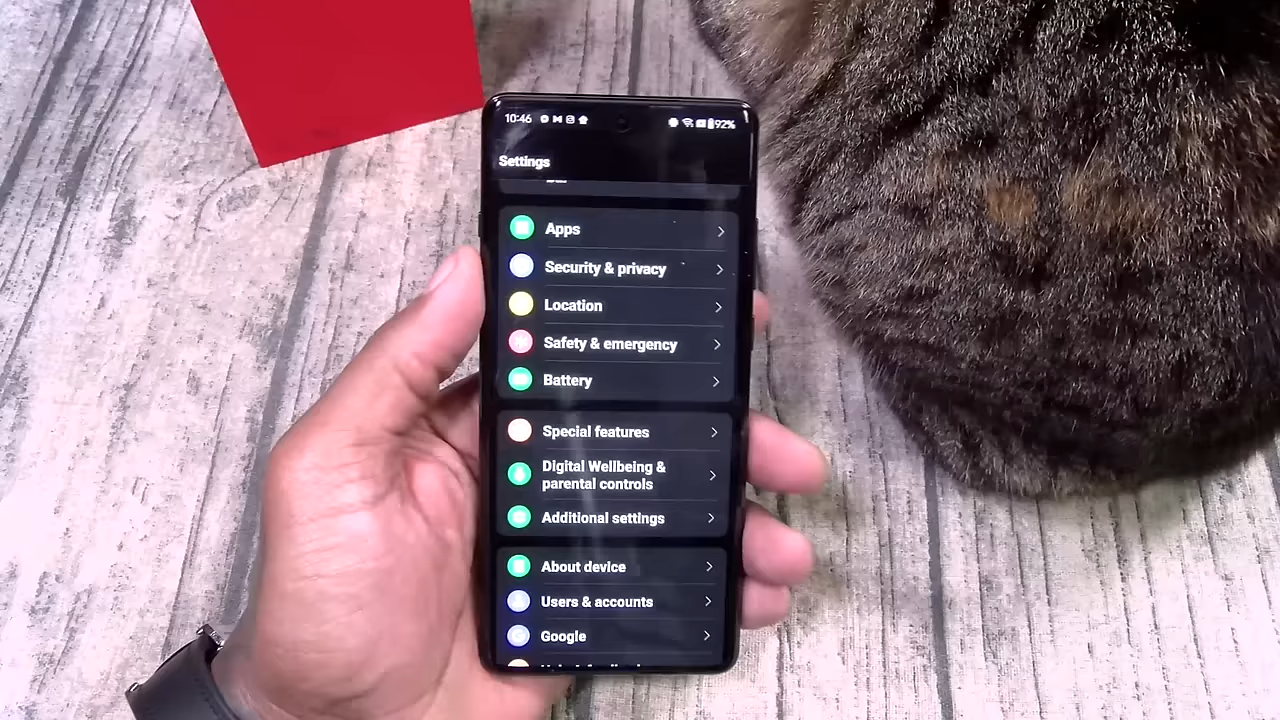 10:46
92%
Settings
Apps
Security & privacy
Location
Safety & emergency
Battery
Special features
Digital Wellbeing &
parental controls
Additional settings
About device
Users & accounts
Google